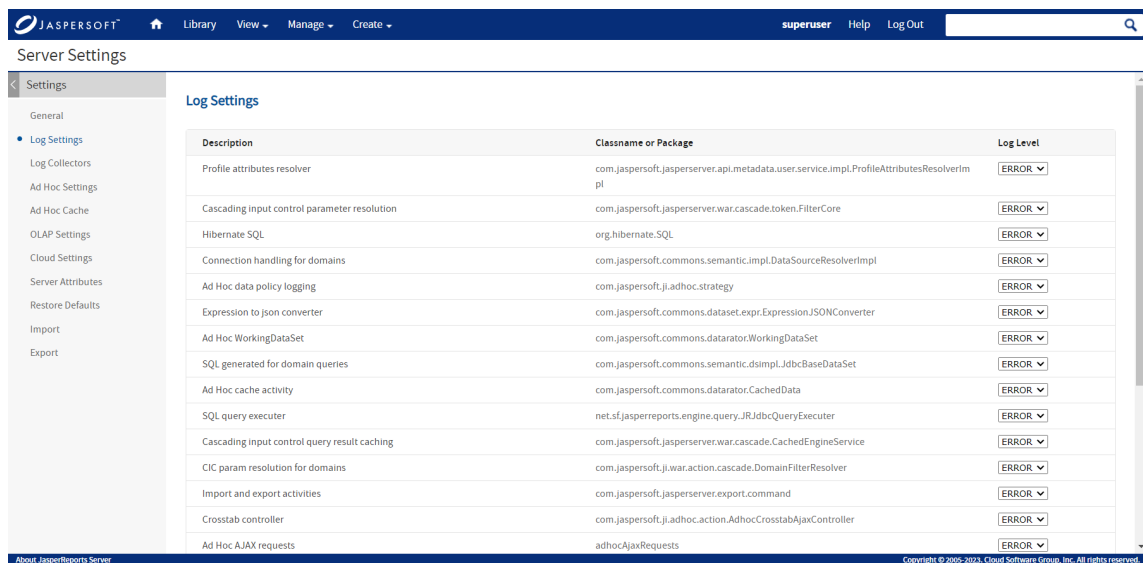 JASPERSOFT Library View Manage Create superuser Help Log Out
Server Settings
Settings
General
Log Settings
Log Collectors
Ad Hoc Settings
Ad Hoc Cache
OLAP Settings
Cloud Settings
Server Attributes
Restore Defaults
Import
Export
Log Settings
Description Classname or Package Log Level
Profile attributes resolver com.jaspersoft.jasperserver.api.metadata.user.service.impl.ProfileAttributesResolverIm ERROR
pl
Cascading input control parameter resolution com.jaspersoft.jasperserver.war.cascade.token.FilterCore ERROR
Hibernate SQL org.hibernate.SQL ERROR
Connection handling for domains com.jaspersoft.commons.semantic.impl.DataSourceResolverImpl ERROR
Ad Hoc data policy logging com.jaspersoft.ji.adhoc.strategy ERROR
Expression to json converter com.jaspersoft.commons.dataset.expr.ExpressionJSONConverter ERROR
Ad Hoc WorkingDataSet com.jaspersoft.commons.datarator.WorkingDataSet ERROR
SQL generated for domain queries com.jaspersoft.commons.semantic.dsimpl.JdbcBaseDataSet ERROR
Ad Hoc cache activity com.jaspersoft.commons.datarator.CachedData ERROR
SQL query executer net.sf.jasperreports.engine.query.JRJdbcQueryExecuter ERROR
Cascading input control query result caching com.jaspersoft.jasperserver.war.cascade.CachedEngineService ERROR
CIC param resolution for domains com.jaspersoft.ji.war.action.cascade.DomainFilterResolver ERROR
Import and export activities com.jaspersoft.jasperserver.export.command ERROR
Crosstab controller com.jaspersoft.ji.adhoc.action.AdhocCrosstabAjaxController ERROR
Ad Hoc AJAX requests adhocAjaxRequests ERROR
About JasperReports Server Copyright © 2005-2023. Cloud Software Group, Inc. All rights reserved.